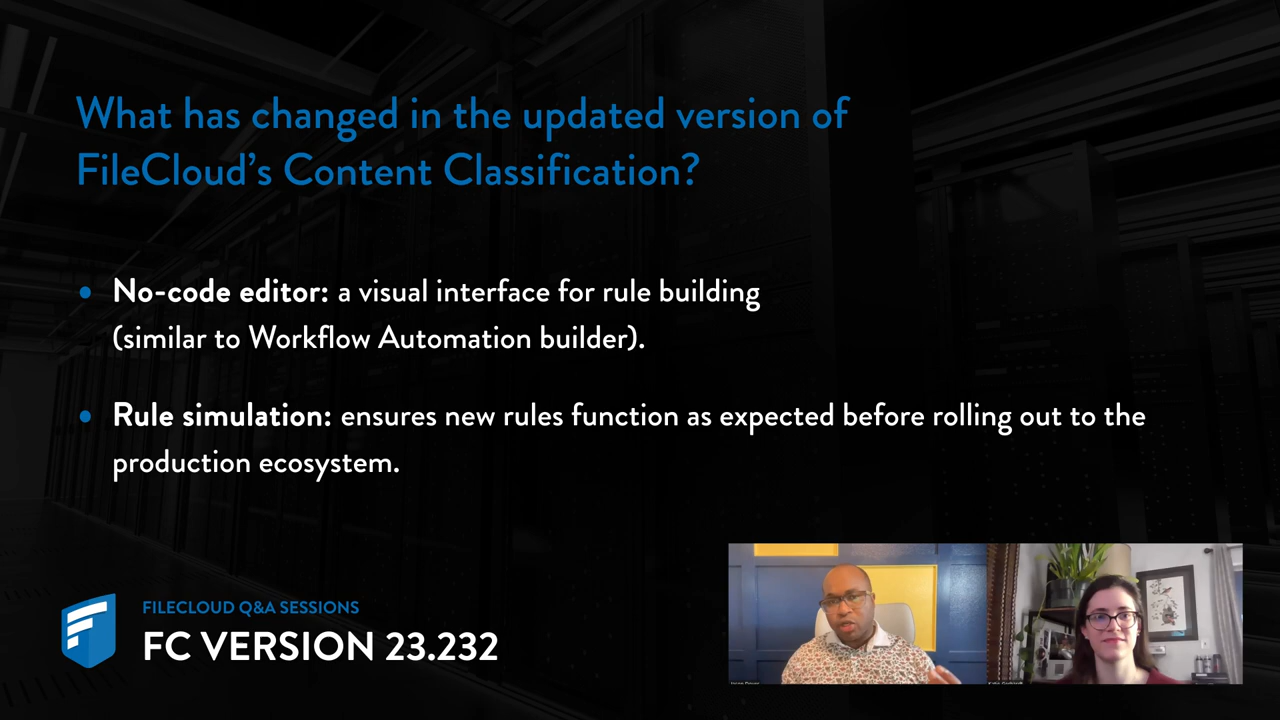 What has changed in the updated version of
FileCloud's Content Classification?
• No-code editor: a visual interface for rule building
(similar to Workflow Automation builder).
• Rule simulation: ensures new rules function as expected before rolling out to the
production ecosystem.
FILECLOUD Q&A SESSIONS
FC VERSION 23.232